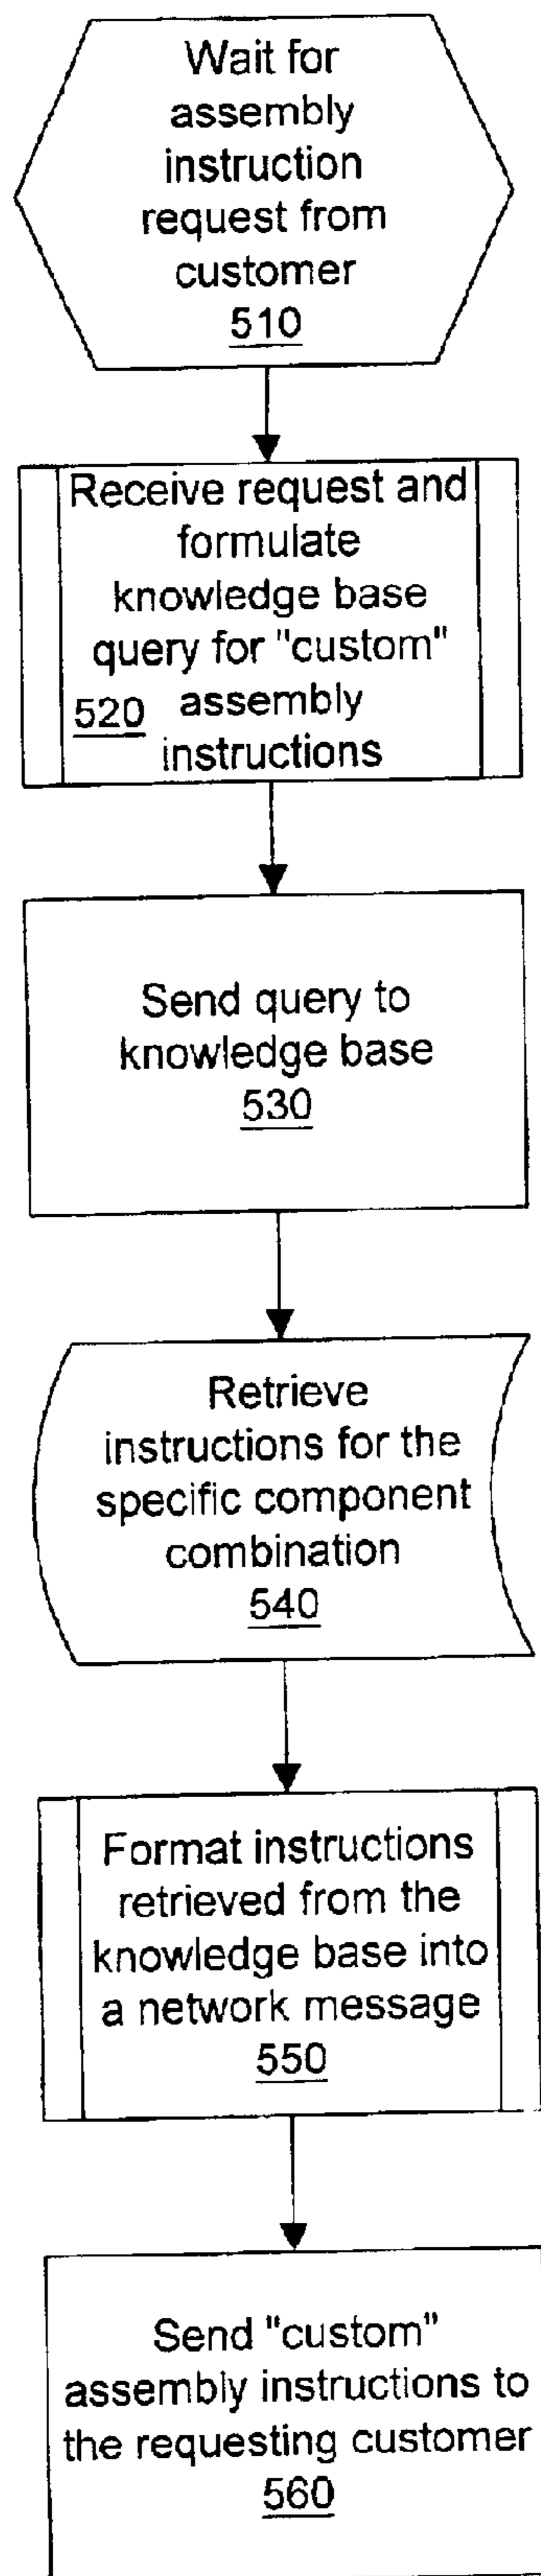 Wait for
assembly
instruction
request from
customer
510
Receive request and
formulate
knowledge base
query for "custom"
520 assembly
instructions
Send query to
knowledge base
530
Retrieve
instructions for the
specific component
combination
540
Format instructions
retrieved from the
knowledge base into
a network message
550
Send "custom"
assembly instructions to
the requesting customer
560